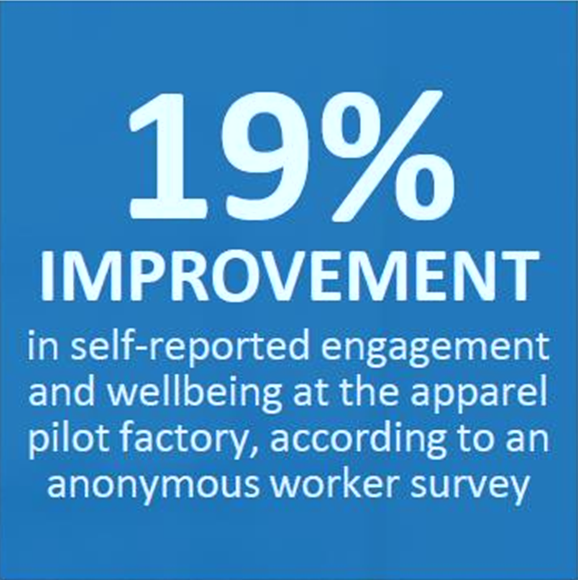 19%
IMPROVEMENT
in self-reported engagement
and wellbeing at the apparel
pilot factory, according to an
anonymous worker survey